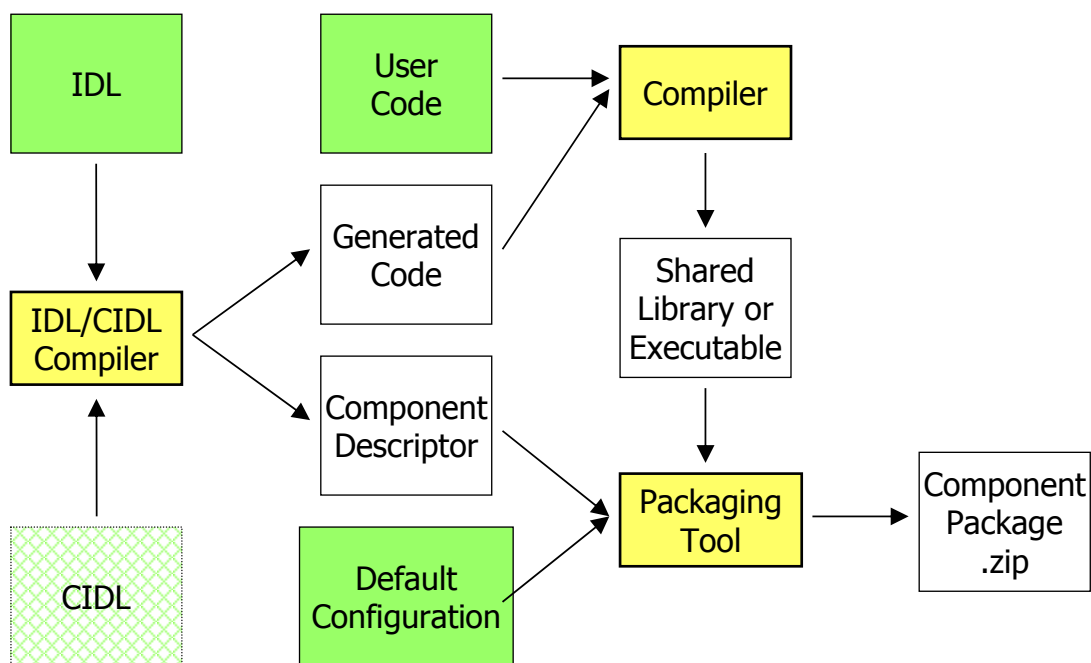 IDL
User
Code
Compiler
Generated
Code
Shared
Library or
Executable
IDL/CIDL
Compiler
Component
Descriptor
Packaging
Tool
Component
Package
.zip
CIDL
Default
Configuration